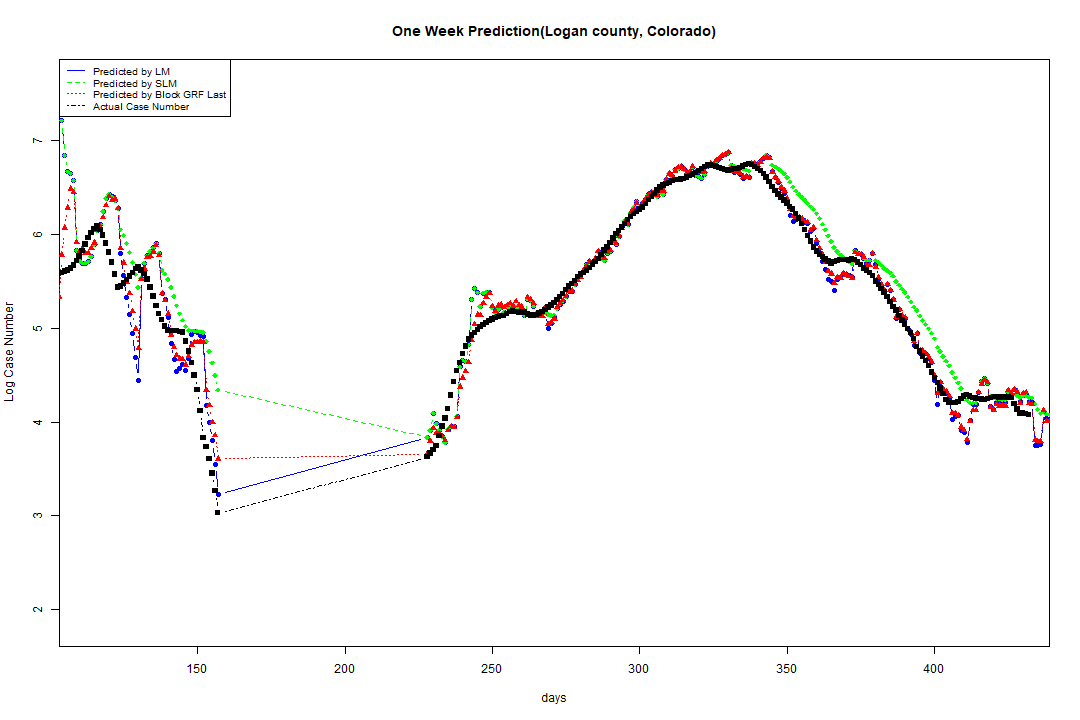 One Week Prediction(Logan county, Colorado)
Predicted by LM
Predicted by SLM
Predicted by Block GRF Last
Actual Case Number
7
6
5
4
3
2
Log Case Number
150 200 250 300 350 400
days